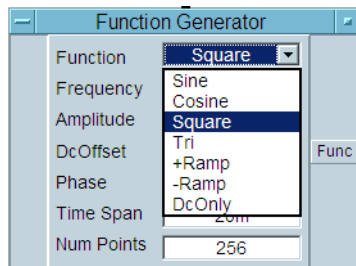 Function Generator
Function Square
Frequency
Amplitude
DcOffset
Phase
Time Span 20m
Num Points 256
Sine
Cosine
Square
Tri
+Ramp
-Ramp
DcOnly
Func